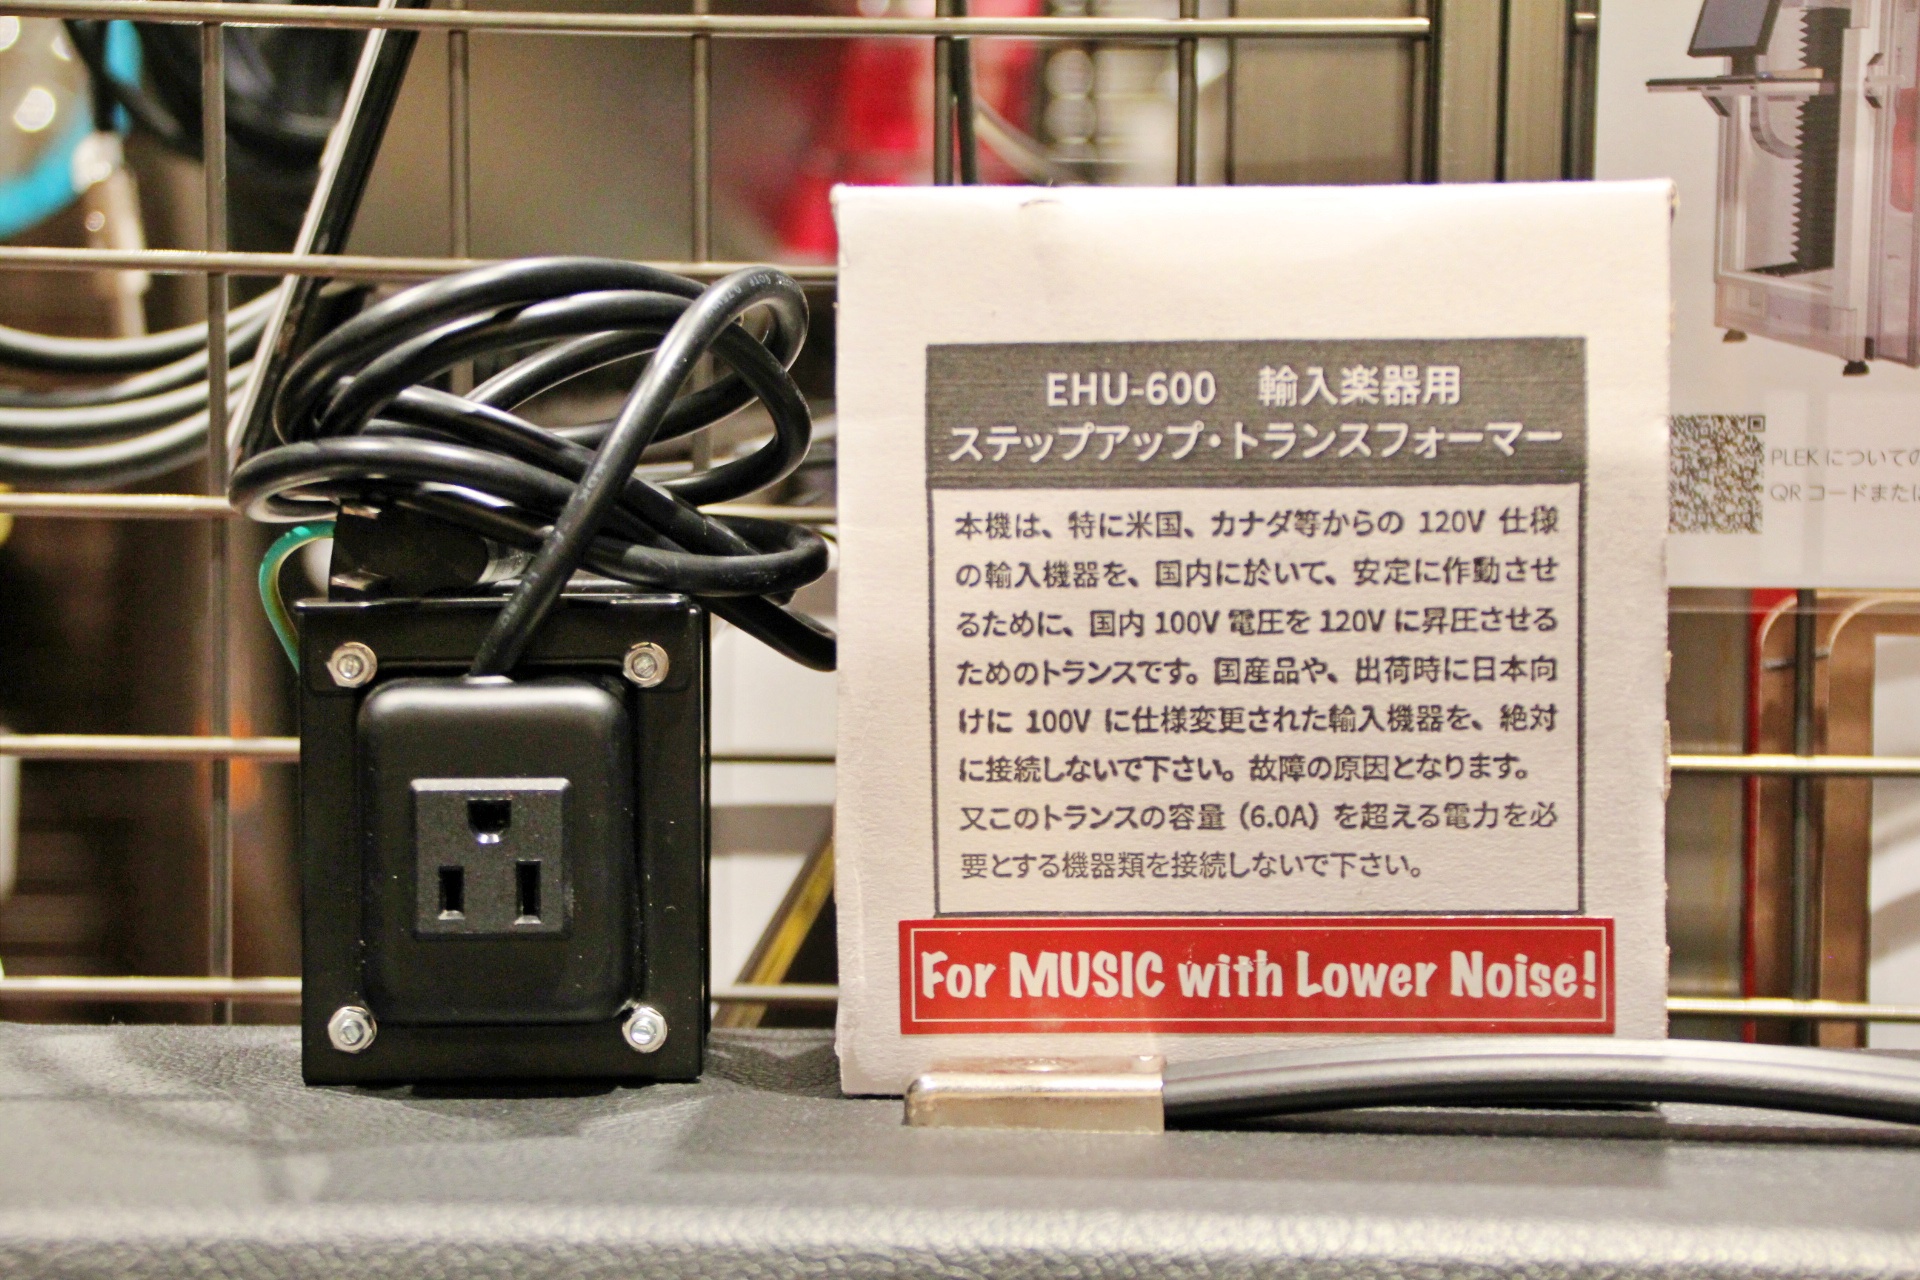 EHU-600 輸入楽器用
ステップアップ・トランスフォーマー
本機は、特に米国、カナダ等からの 120V 仕様
の輸入機器を、国内に於いて、安定に作動させ
るために、国内 100V 電圧を 120V に昇圧させる
ためのトランスです。国産品や、出荷時に日本向
けに 100V に仕様変更された輸入機器を、絶対
に接続しないで下さい。故障の原因となります。
又このトランスの容量（6.0A）を超える電力を必
要とする機器類を接続しないで下さい。
For MUSIC with Lower Noise!
PLEK についての
QR コードまたは